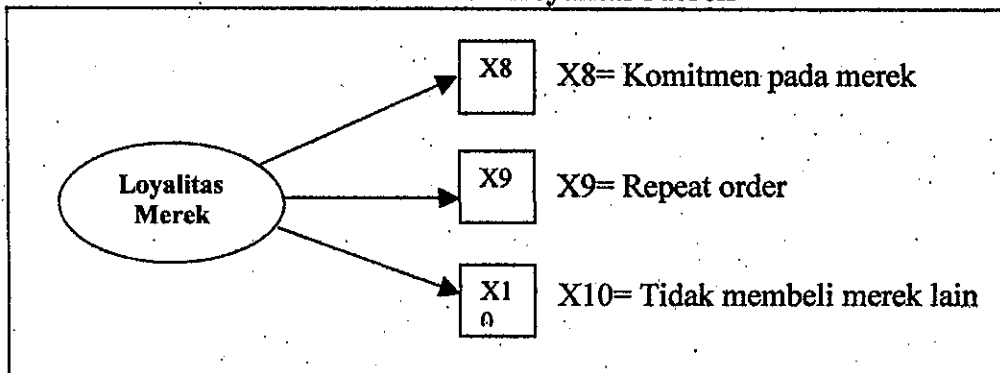 X8
X8= Komitmen pada merek
Loyalitas
Merek
X9
X9= Repeat order
X1
0
X10= Tidak membeli merek lain